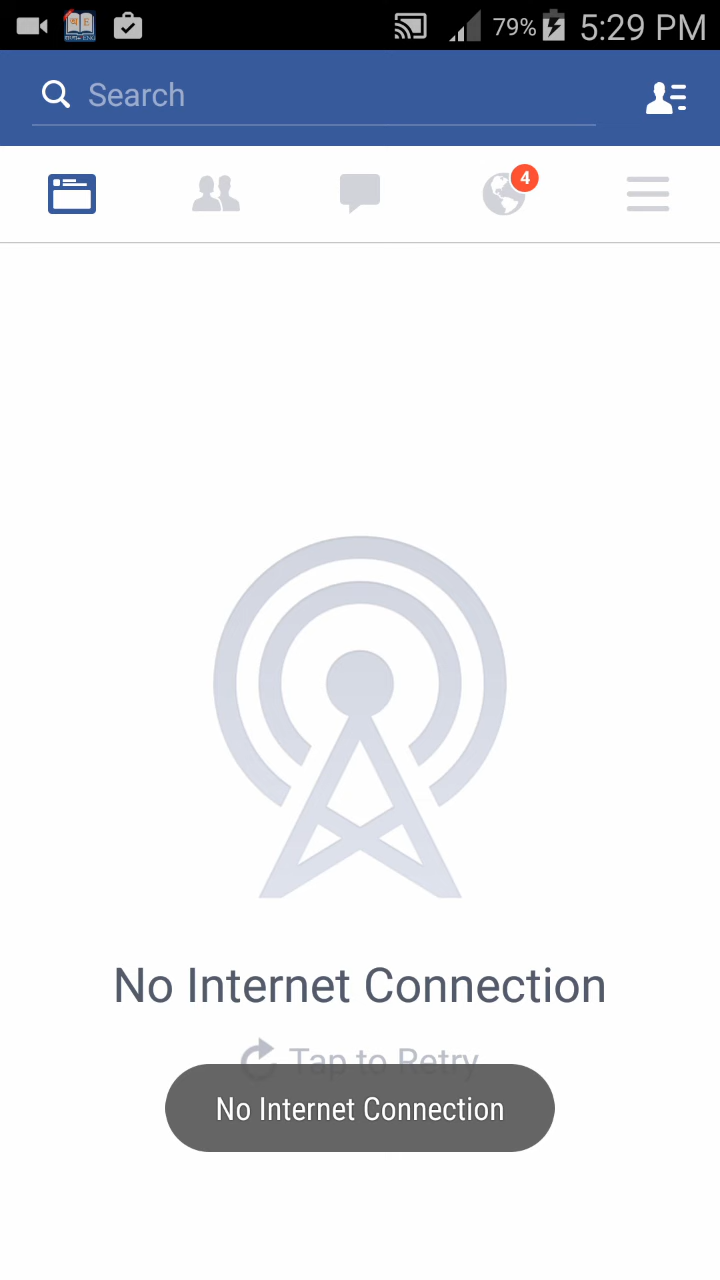 79% 5:29 PM
Search
4
No Internet Connection
Tap to Retry
No Internet Connection